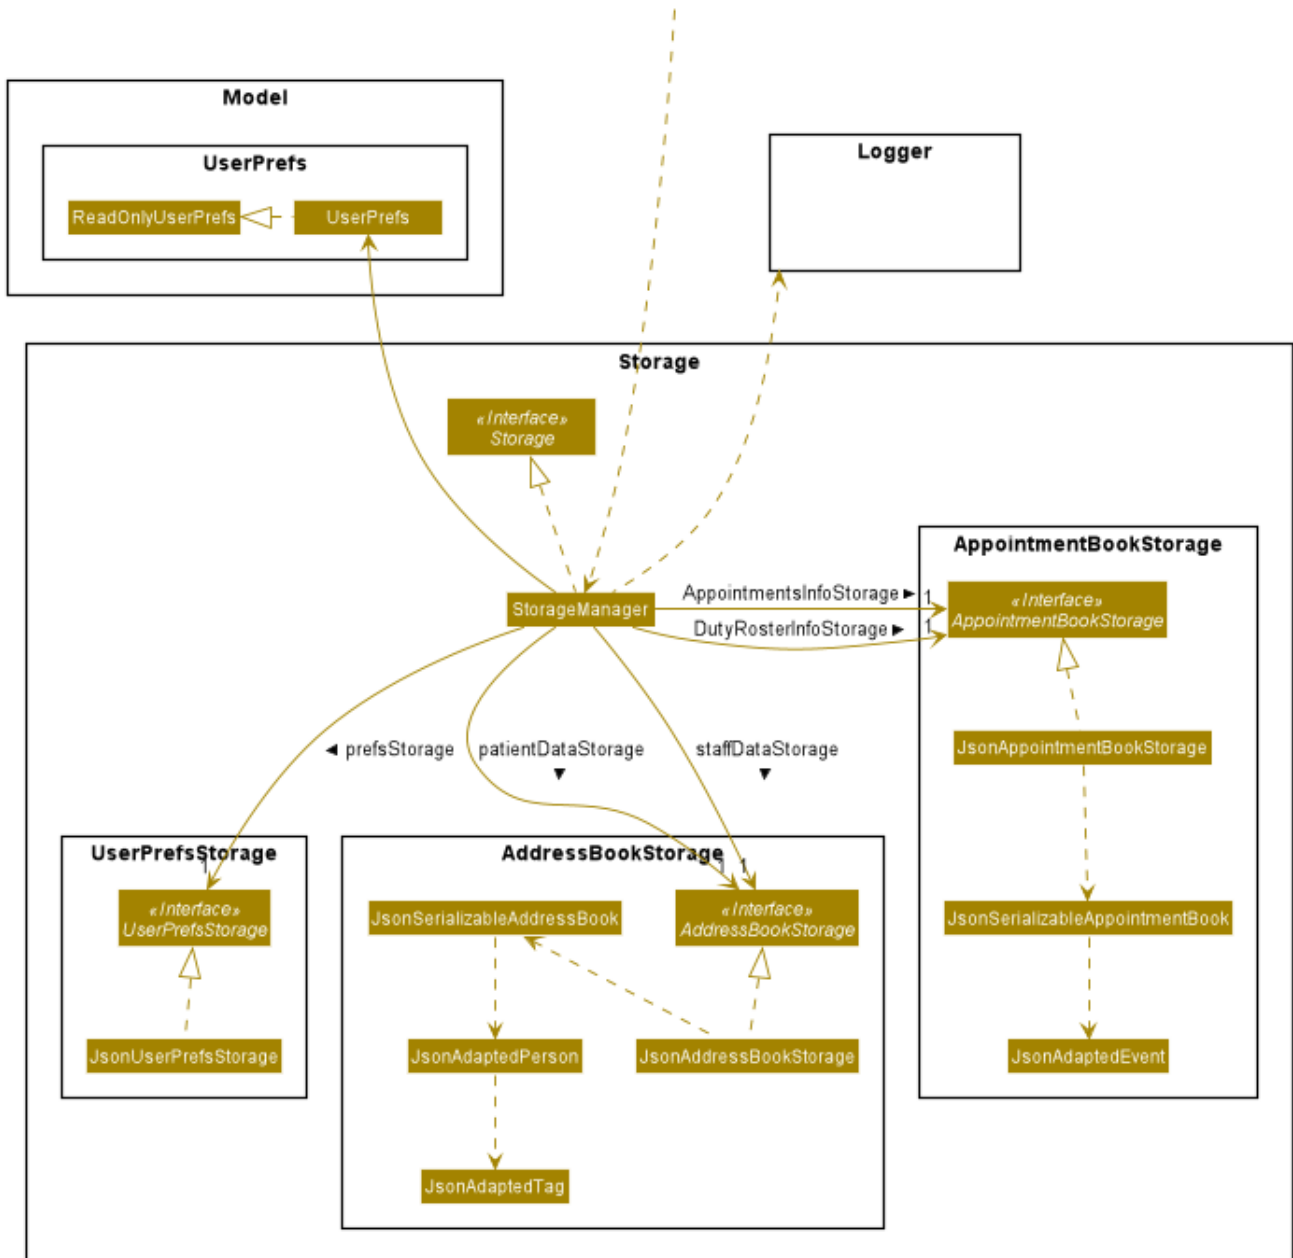 Model
UserPrefs
ReadOnlyUserPrefs
UserPrefs
Logger
Storage
«Interface»
Storage
StorageManager
AppointmentsInfoStorage ►
1
DutyRosterInfoStorage ►
1
AppointmentBookStorage
«Interface»
AppointmentBookStorage
JsonAppointmentBookStorage
JsonSerializableAppointmentBook
JsonAdaptedEvent
◄ prefsStorage
patientDataStorage
▼
staffDataStorage
▼
UserPrefsStorage
1
«Interface»
UserPrefsStorage
JsonUserPrefsStorage
AddressBookStorage
1
1
JsonSerializableAddressBook
«Interface»
AddressBookStorage
JsonAdaptedPerson
JsonAddressBookStorage
JsonAdaptedTag